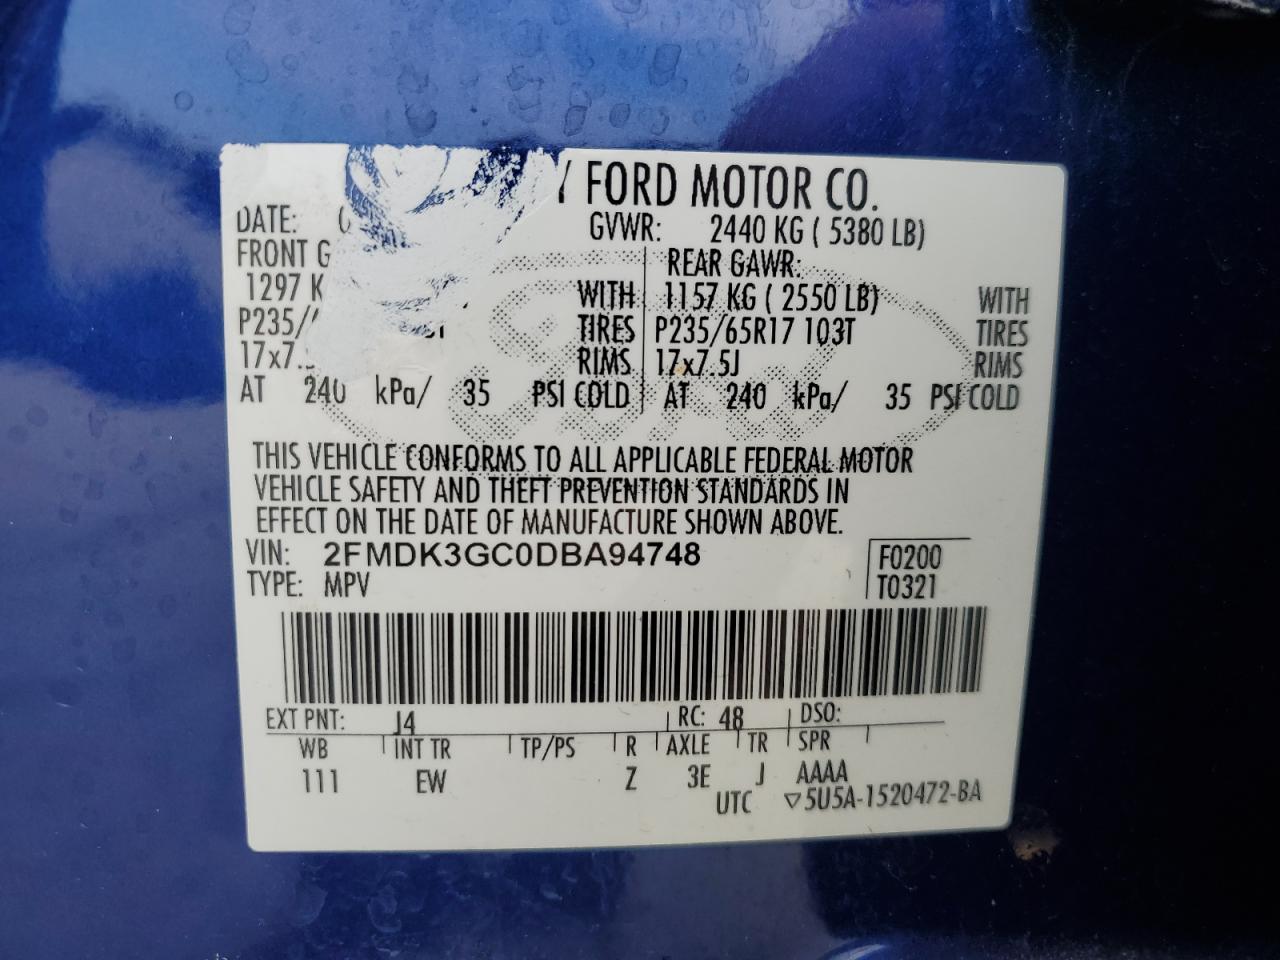 FORD MOTOR CO.
DATE: GVWR: 2440 KG ( 5380 LB)
FRONT REAR GAWR:
1297 WITH 1157 KG ( 2550 LB) WITH
TIRES P235/65R17 103T TIRES
RIMS 17x7.5J RIMS
AT 240 kPa/ 35 PSI COLD AT 240 kPa/ 35 PSI COLD
THIS VEHICLE CONFORMS TO ALL APPLICABLE FEDERAL MOTOR
VEHICLE SAFETY AND THEFT PREVENTION STANDARDS IN
EFFECT ON THE DATE OF MANUFACTURE SHOWN ABOVE.
VIN: 2FMDK3GC0DBA94748 F0200
TYPE: MPV T0321
EXT PNT: J4 RC: 48 DSO:
WB INT TR TP/PS R AXLE TR SPR
111 EW Z 3E J AAAA
UTC ▽5U5A-1520472-BA